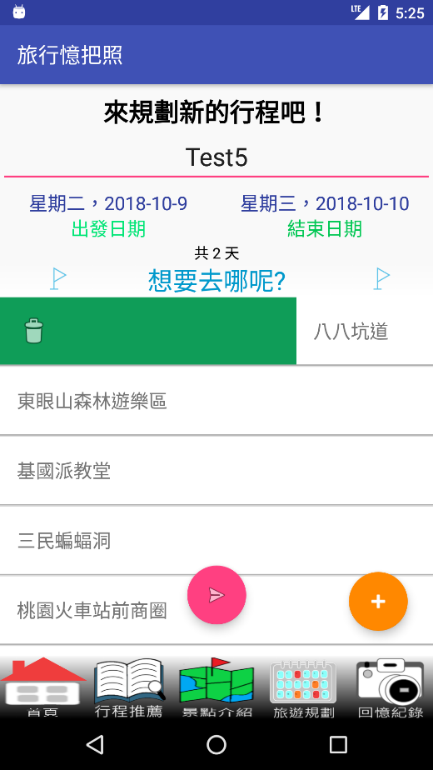 LTE 5:25
旅行憶把照
來規劃新的行程吧！
Test5
星期二，2018-10-9 星期三，2018-10-10
出發日期 結束日期
共 2 天
想要去哪呢?
八八坑道
東眼山森林遊樂區
基國派教堂
三民蝙蝠洞
桃園火車站前商圈
首頁 行程推薦 景點介紹 旅遊規劃 回憶紀錄